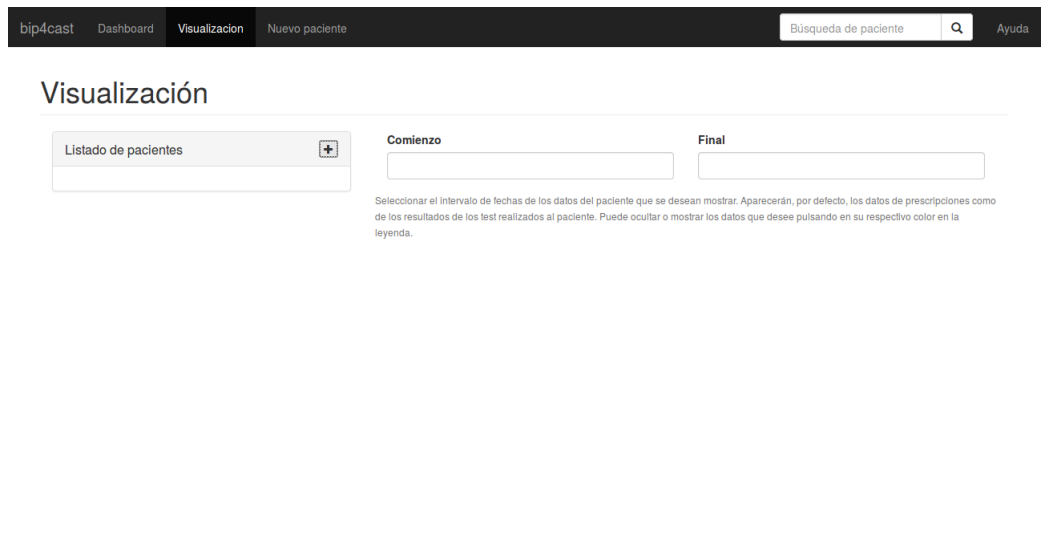 bip4cast Dashboard Visualizacion Nuevo paciente Búsqueda de paciente Ayuda
Visualización
Listado de pacientes
Comienzo Final
Seleccionar el intervalo de fechas de los datos del paciente que se desean mostrar. Aparecerán, por defecto, los datos de prescripciones como
de los resultados de los test realizados al paciente. Puede ocultar o mostrar los datos que desee pulsando en su respectivo color en la
leyenda.